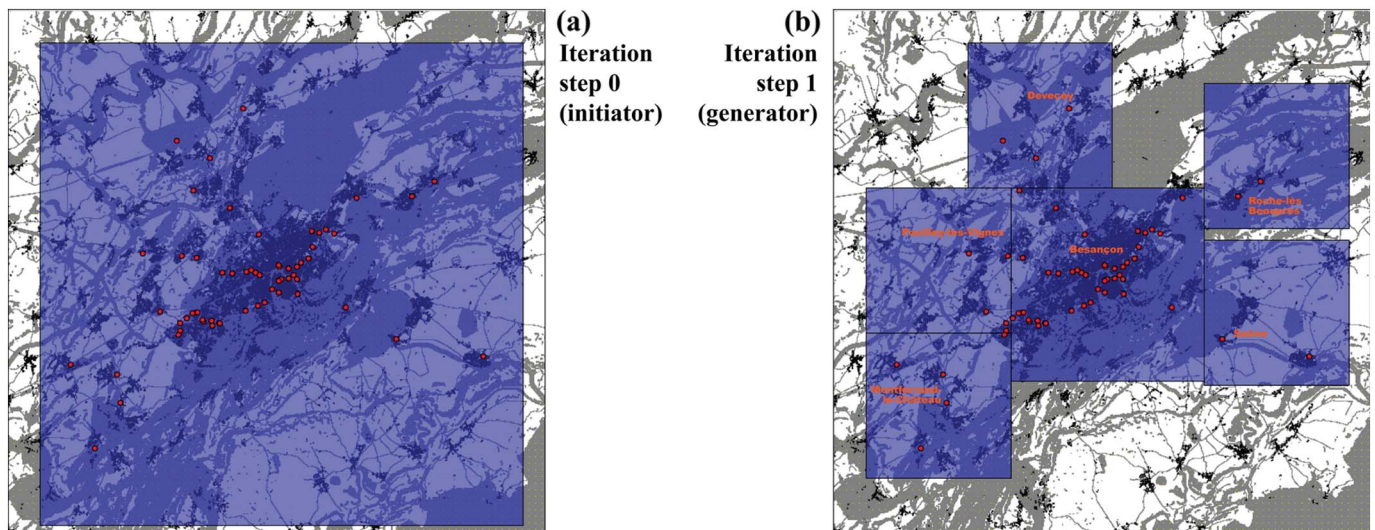 (a)
Iteration
step 0
(initiator)
(b)
Iteration
step 1
(generator)
Devecey
Roche-lès
Beaupré
Pouilley-les-Vignes
Besançon
Saône
Montferrand-
le-Château